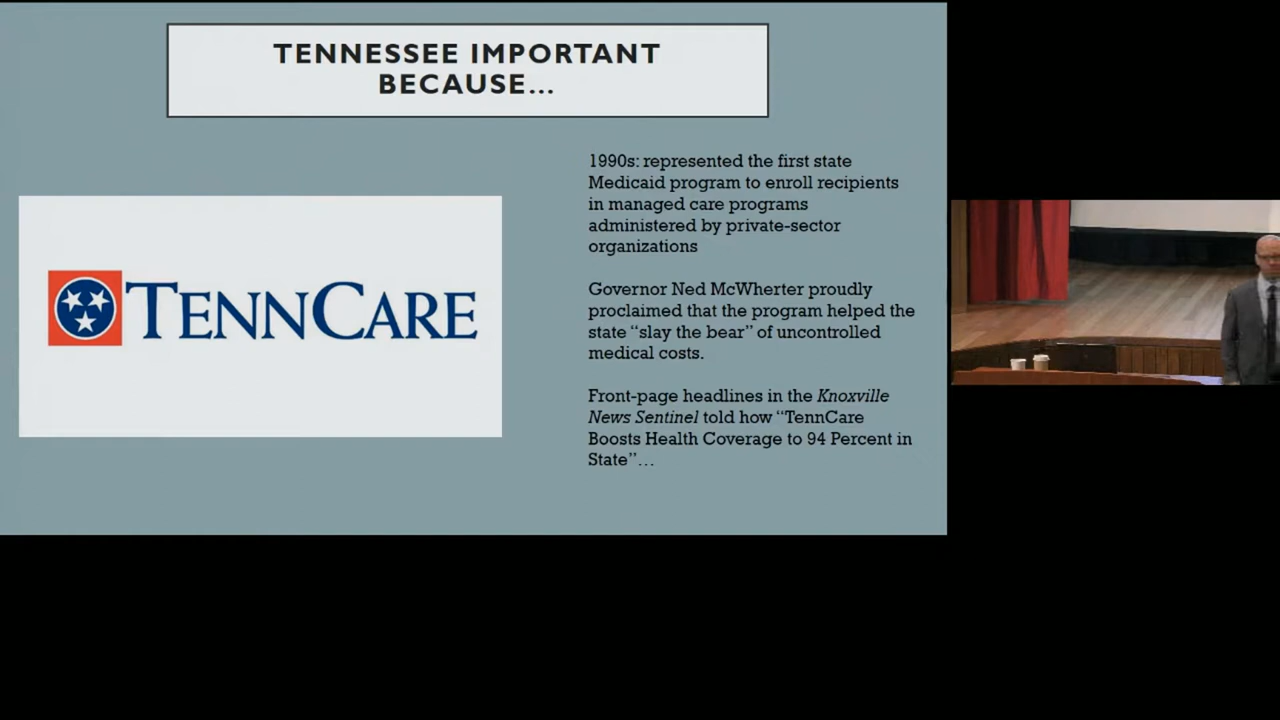 TENNESSEE IMPORTANT
BECAUSE…
TENNCARE
1990s: represented the first state
Medicaid program to enroll recipients
in managed care programs
administered by private-sector
organizations
Governor Ned McWherter proudly
proclaimed that the program helped the
state “slay the bear” of uncontrolled
medical costs.
Front-page headlines in the Knoxville
News Sentinel told how “TennCare
Boosts Health Coverage to 94 Percent in
State”…